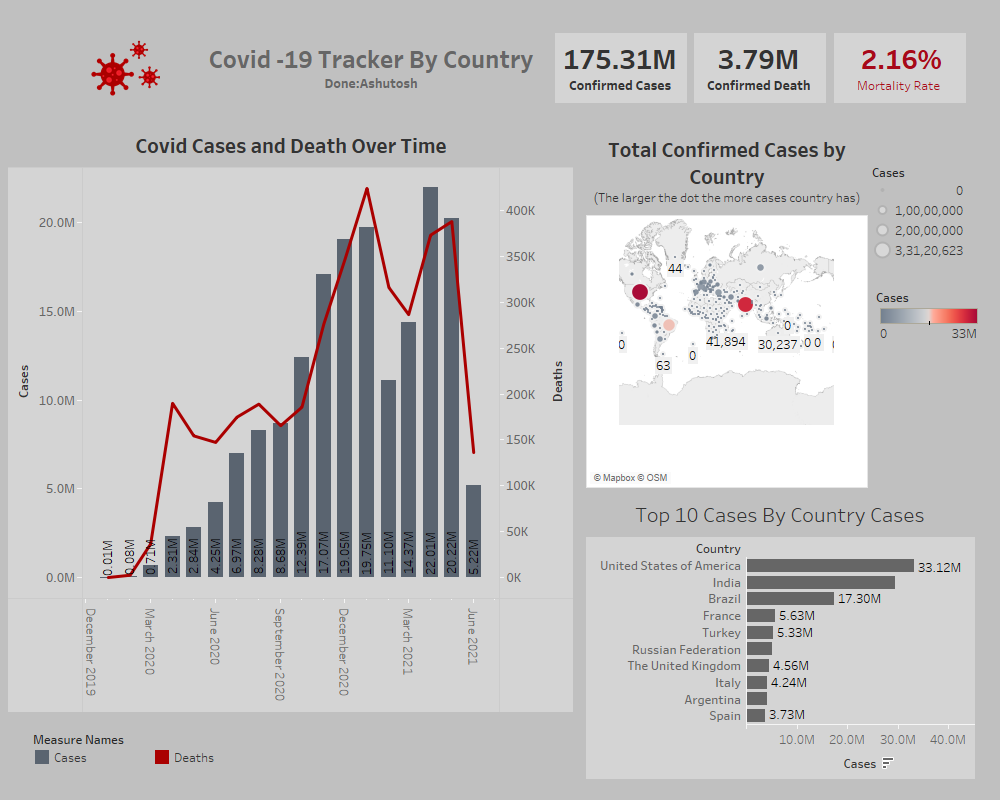 Covid -19 Tracker By Country
Done:Ashutosh
175.31M
Confirmed Cases
3.79M
Confirmed Death
2.16%
Mortality Rate
Covid Cases and Death Over Time
20.0M
15.0M
10.0M
5.0M
0.0M
Cases
400K
350K
300K
250K
200K
150K
100K
50K
0K
Deaths
0.01M
0.08M
0.71M
2.31M
2.84M
4.25M
6.97M
8.28M
8.68M
12.39M
17.07M
19.05M
19.75M
11.10M
14.37M
22.01M
20.22M
5.22M
December 2019
March 2020
June 2020
September 2020
December 2020
March 2021
June 2021
Measure Names
Cases
Deaths
Total Confirmed Cases by
Country
(The larger the dot the more cases country has)
44
0
63
0
41,894
0
30,237
0 0
© Mapbox © OSM
Cases
0
1,00,00,000
2,00,00,000
3,31,20,623
Cases
0 33M
Top 10 Cases By Country Cases
Country
United States of America 33.12M
India
Brazil 17.30M
France 5.63M
Turkey 5.33M
Russian Federation
The United Kingdom 4.56M
Italy 4.24M
Argentina
Spain 3.73M
10.0M 20.0M 30.0M 40.0M
Cases